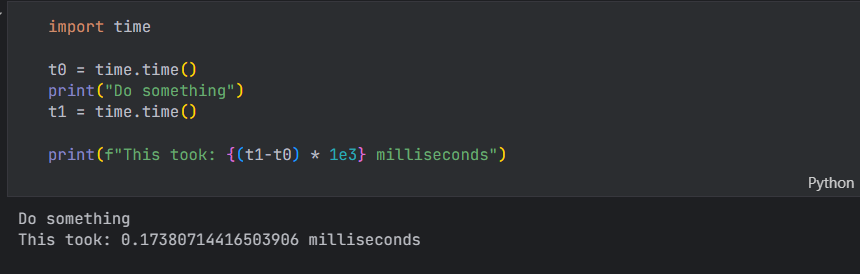 import time
t0 = time.time()
print("Do something")
t1 = time.time()
print(f"This took: {(t1-t0) * 1e3} milliseconds")
Python
Do something
This took: 0.17380714416503906 milliseconds